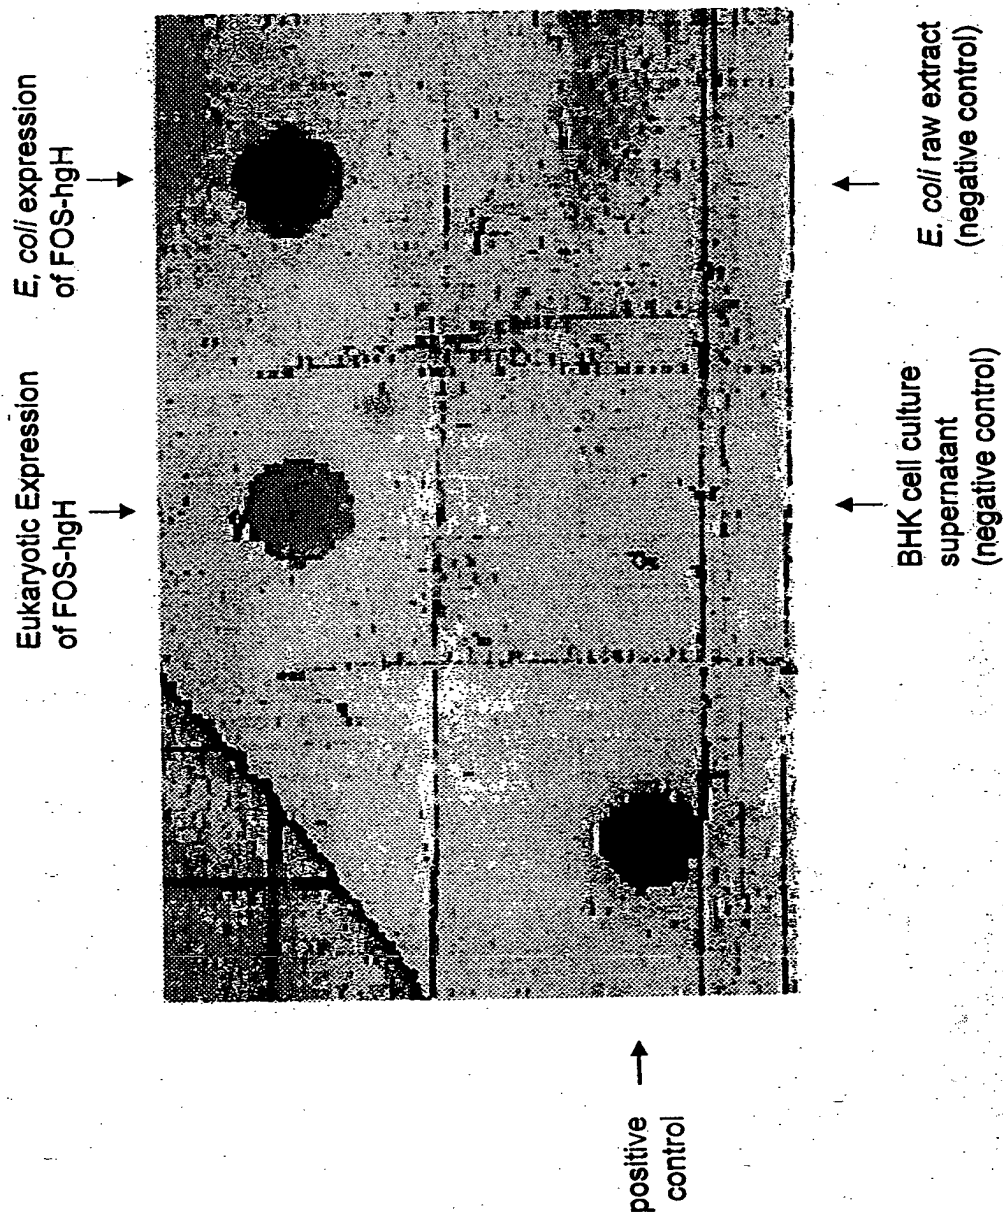 Eukaryotic Expression
of FOS-hgH
E. coli expression
of FOS-hgH
positive
control
BHK cell culture
supernatant
(negative control)
E. coli raw extract
(negative control)